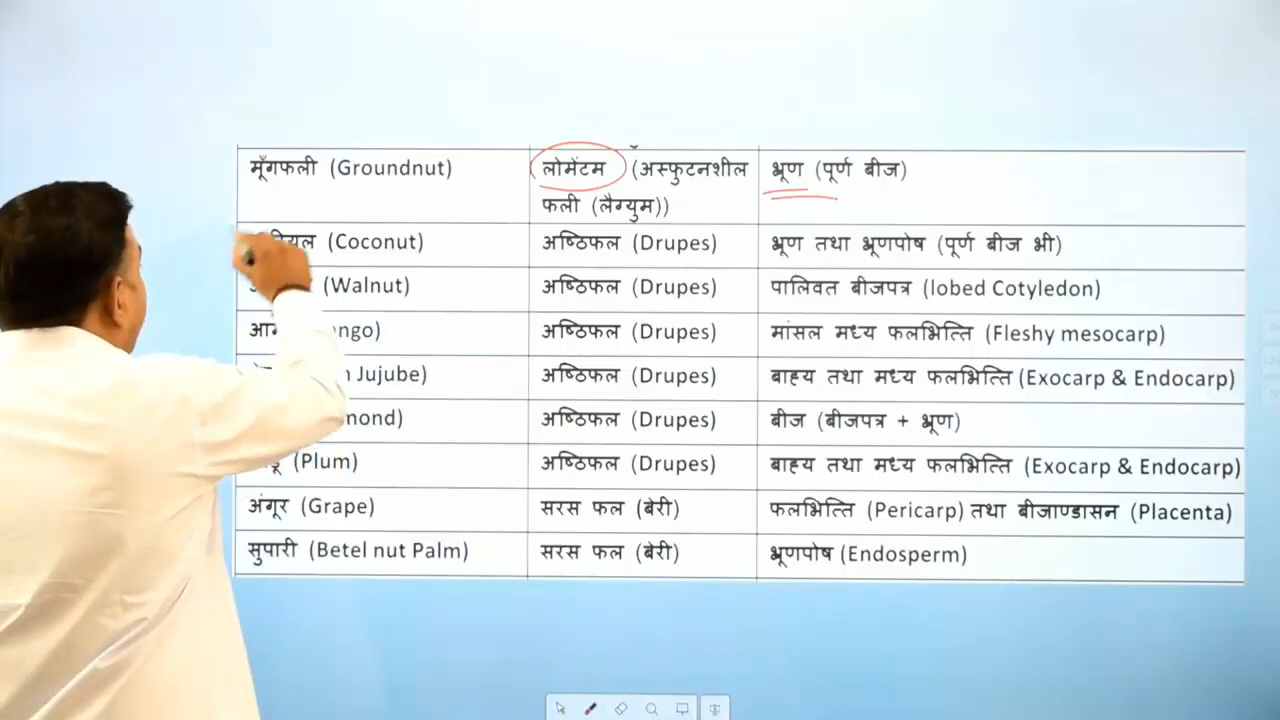 मूँगफली (Groundnut) लोमेंटम (अस्फुटनशील भ्रूण (पूर्ण बीज)
फली (लैग्युम))
(Coconut) अष्ठिफल (Drupes) भ्रूण तथा भ्रूणपोष (पूर्ण बीज भी)
(Walnut) अष्ठिफल (Drupes) पालिवत बीजपत्र (lobed Cotyledon)
अष्ठिफल (Drupes) मांसल मध्य फलभित्ति (Fleshy mesocarp)
Jujube) अष्ठिफल (Drupes) बाह्य तथा मध्य फलभित्ति (Exocarp & Endocarp)
अष्ठिफल (Drupes) बीज (बीजपत्र + भ्रूण)
(Plum) अष्ठिफल (Drupes) बाह्य तथा मध्य फलभित्ति (Exocarp & Endocarp)
अंगूर (Grape) सरस फल (बेरी) फलभित्ति (Pericarp) तथा बीजाण्डासन (Placenta)
सुपारी (Betel nut Palm) सरस फल (बेरी) भ्रूणपोष (Endosperm)